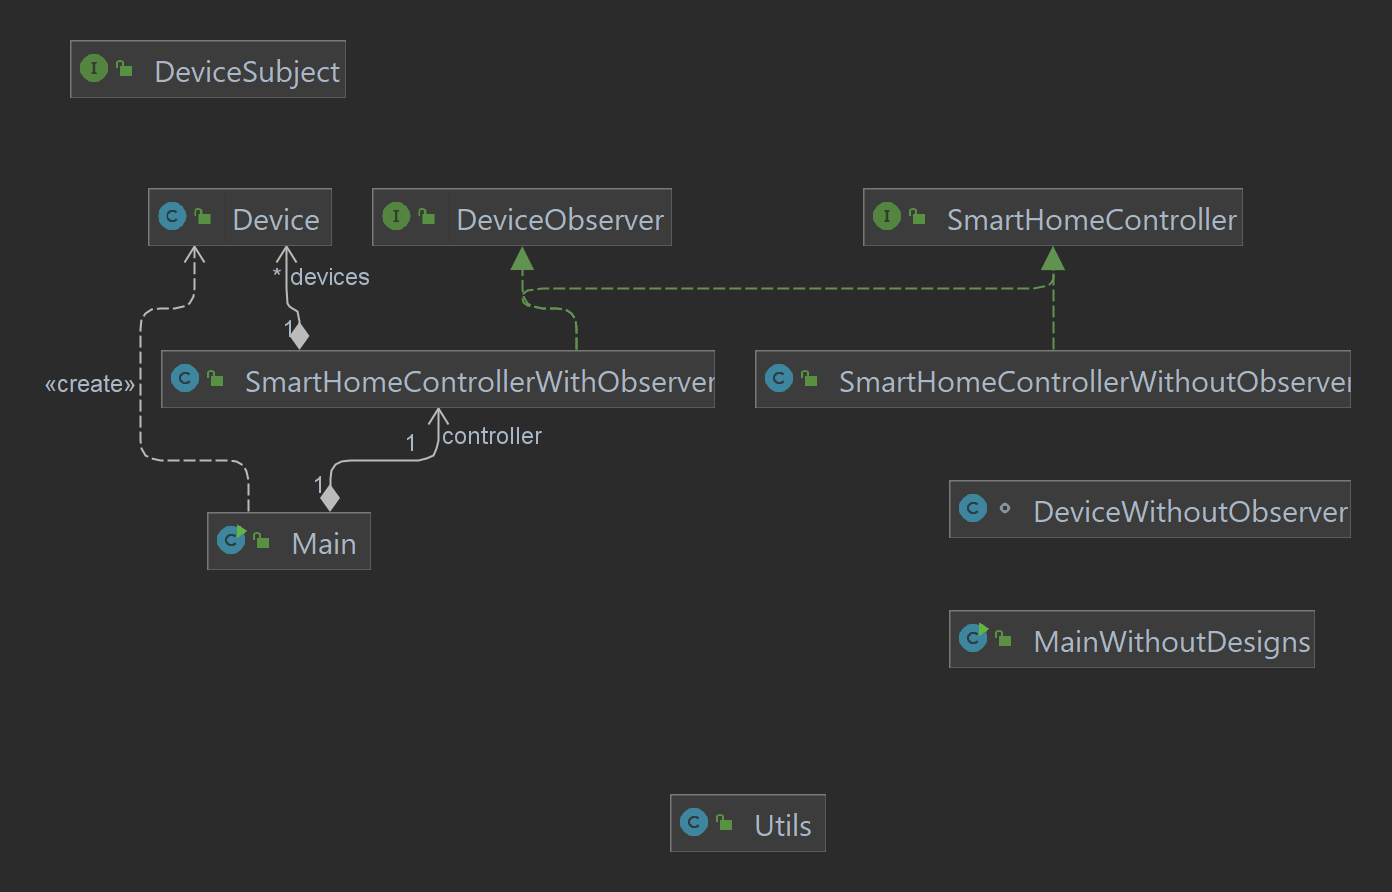 I DeviceSubject
C Device
I DeviceObserver
I SmartHomeController
* devices
1
«create»
C SmartHomeControllerWithObserver
C SmartHomeControllerWithoutObserver
1 controller
1
C Main
C DeviceWithoutObserver
C MainWithoutDesigns
C Utils